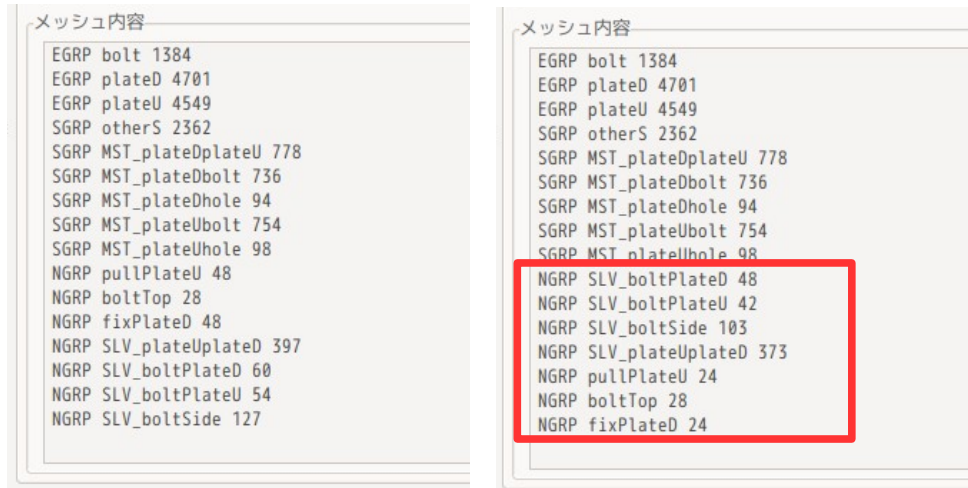 メッシュ内容
EGRP bolt 1384
EGRP plateD 4701
EGRP plateU 4549
SGRP otherS 2362
SGRP MST_plateDplateU 778
SGRP MST_plateDbolt 736
SGRP MST_plateDhole 94
SGRP MST_plateUbolt 754
SGRP MST_plateUhole 98
NGRP pullPlateU 48
NGRP boltTop 28
NGRP fixPlateD 48
NGRP SLV_plateUplateD 397
NGRP SLV_boltPlateD 60
NGRP SLV_boltPlateU 54
NGRP SLV_boltSide 127
メッシュ内容
EGRP bolt 1384
EGRP plateD 4701
EGRP plateU 4549
SGRP otherS 2362
SGRP MST_plateDplateU 778
SGRP MST_plateDbolt 736
SGRP MST_plateDhole 94
SGRP MST_plateUbolt 754
SGRP MST_plateUhole 98
NGRP SLV_boltPlateD 48
NGRP SLV_boltPlateU 42
NGRP SLV_boltSide 103
NGRP SLV_plateUplateD 373
NGRP pullPlateU 24
NGRP boltTop 28
NGRP fixPlateD 24